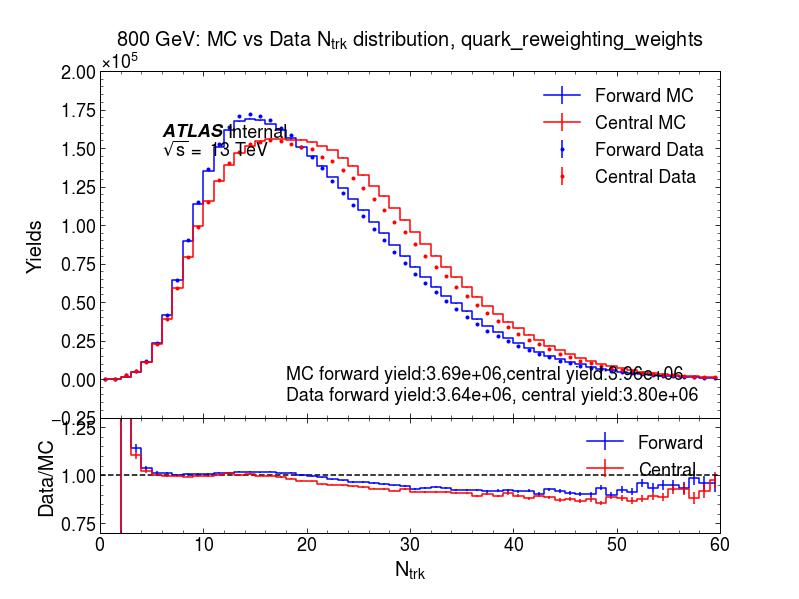 800 GeV: MC vs Data Ntrk distribution, quark_reweighting_weights
×10⁵
2.00
1.75
1.50
1.25
1.00
0.75
0.50
0.25
0.00
−0.25
Yields
ATLAS Internal
√s = 13 TeV
Forward MC
Central MC
Forward Data
Central Data
MC forward yield:3.69e+06,central yield:3.96e+06
Data forward yield:3.64e+06, central yield:3.80e+06
1.25
1.00
0.75
Data/MC
Forward
Central
0 10 20 30 40 50 60
Ntrk